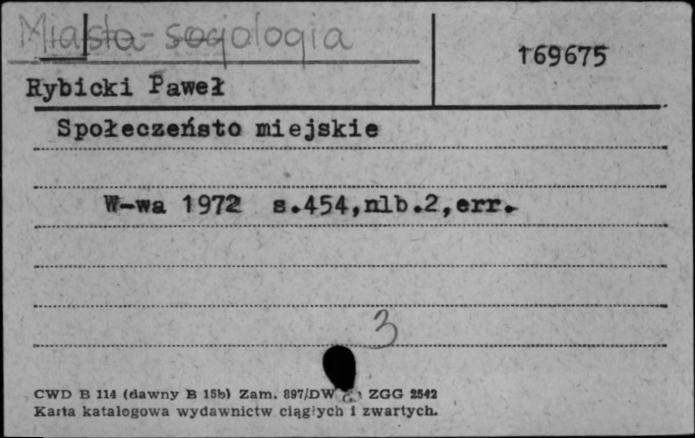 Miasta - socjologia
169675
Rybicki Paweł
Społeczeństo miejskie
W-wa 1972 s.454,nlb.2,err.
3
CWD B 114 (dawny B 15b) Zam. 897/DW ZGG 2542
Karta katalogowa wydawnictw ciągłych i zwartych.